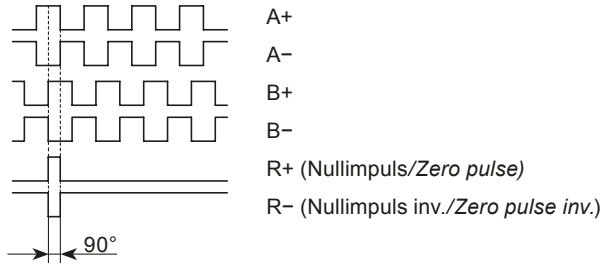 A+
A−
B+
B−
R+ (Nullimpuls/Zero pulse)
R− (Nullimpuls inv./Zero pulse inv.)
90°